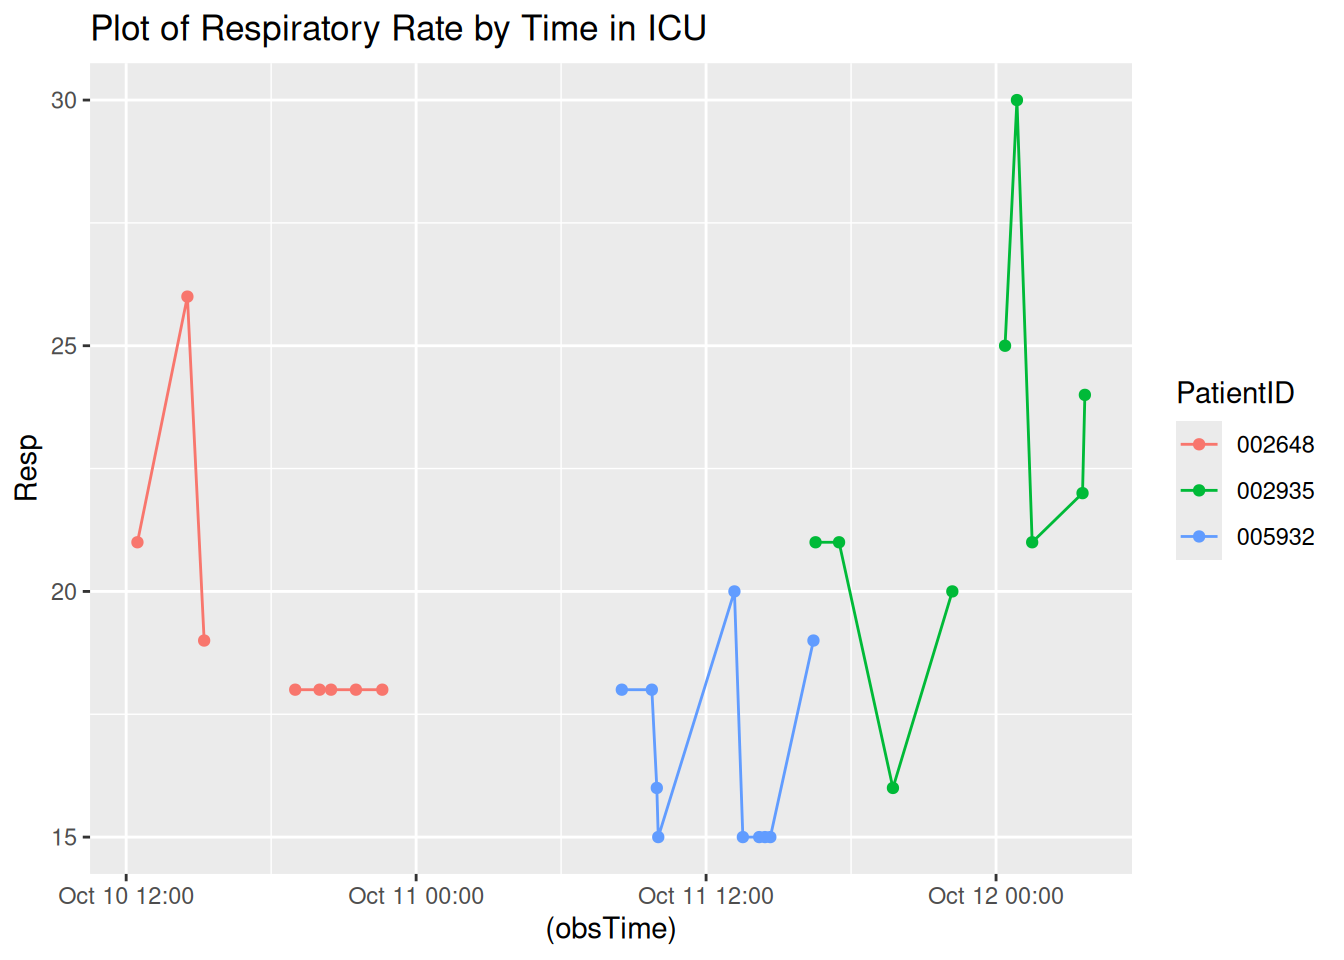 Plot of Respiratory Rate by Time in ICU
30
25
20
15
Resp
Oct 10 12:00
Oct 11 00:00
Oct 11 12:00
Oct 12 00:00
(obsTime)
PatientID
002648
002935
005932